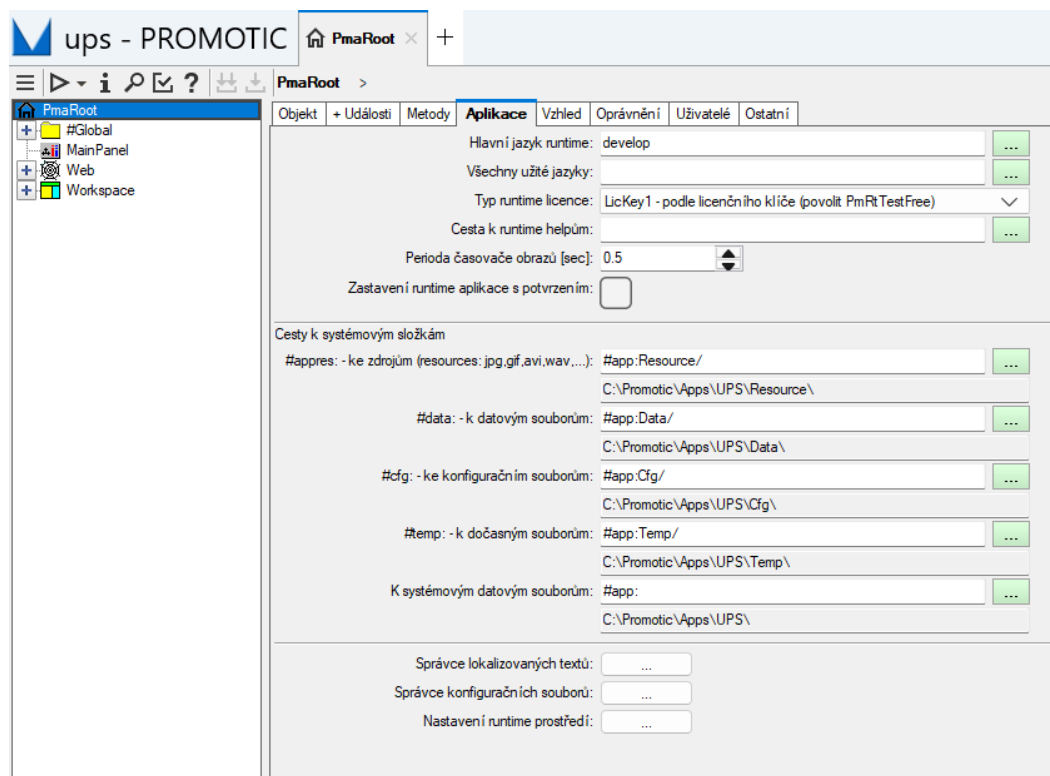 ups - PROMOTIC
PmaRoot
PmaRoot >
PmaRoot
#Global
MainPanel
Web
Workspace
Objekt + Události Metody Aplikace Vzhled Oprávnění Uživatelé Ostatní
Hlavní jazyk runtime: develop ...
Všechny užité jazyky: ...
Typ runtime licence: LicKey1 - podle licenčního klíče (povolit PmRtTestFree)
Cesta k runtime helpům: ...
Perioda časovače obrazů [sec]: 0.5
Zastavení runtime aplikace s potvrzením:
Cesty k systémovým složkám
#appres: - ke zdrojům (resources: jpg,gif,avi,wav,...): #app:Resource/ ...
C:\Promotic\Apps\UPS\Resource\
#data: - k datovým souborům: #app:Data/ ...
C:\Promotic\Apps\UPS\Data\
#cfg: - ke konfiguračním souborům: #app:Cfg/ ...
C:\Promotic\Apps\UPS\Cfg\
#temp: - k dočasným souborům: #app:Temp/ ...
C:\Promotic\Apps\UPS\Temp\
K systémovým datovým souborům: #app: ...
C:\Promotic\Apps\UPS\
Správce lokalizovaných textů: ...
Správce konfiguračních souborů: ...
Nastavení runtime prostředí: ...